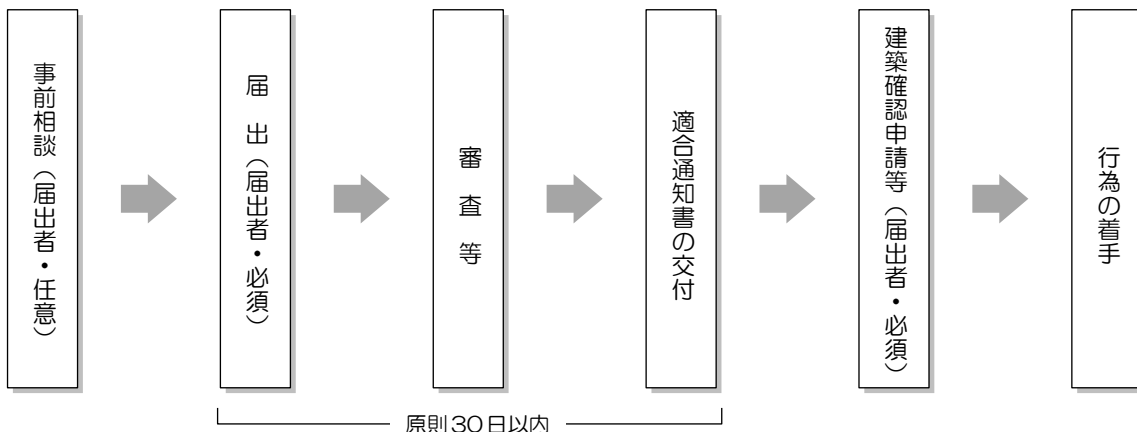 事前相談（届出者・任意）
届　出（届出者・必須）
審　査　等
適合通知書の交付
建築確認申請等（届出者・必須）
行為の着手
原則30日以内